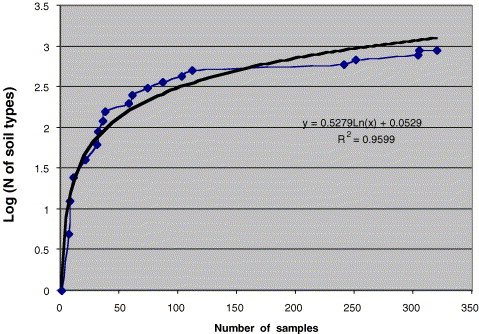 3.5
3
2.5
2
1.5
1
0.5
0
Log (N of soil types)
y = 0.5279Ln(x) + 0.0529
R² = 0.9599
0 50 100 150 200 250 300 350
Number of samples